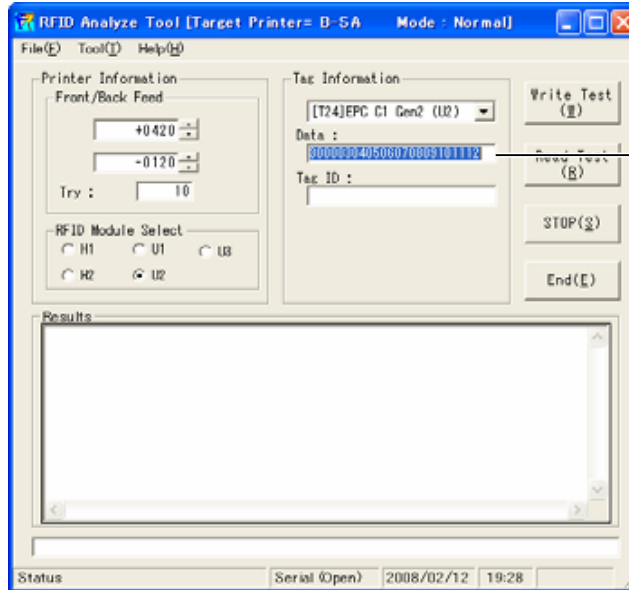 RFID Analyze Tool [Target Printer= B-SA Mode : Normal]
File(F) Tool(T) Help(H)
Printer Information
Front/Back Feed
+0420
-0120
Try : 10
RFID Module Select
H1 U1 U3
H2 U2
Tag Information
[T24]EPC C1 Gen2 (U2)
Data :
Tag ID :
Write Test
(W)
Read Test
(R)
STOP(S)
End(E)
Results
Status Serial (Open) 2008/02/12 19:28